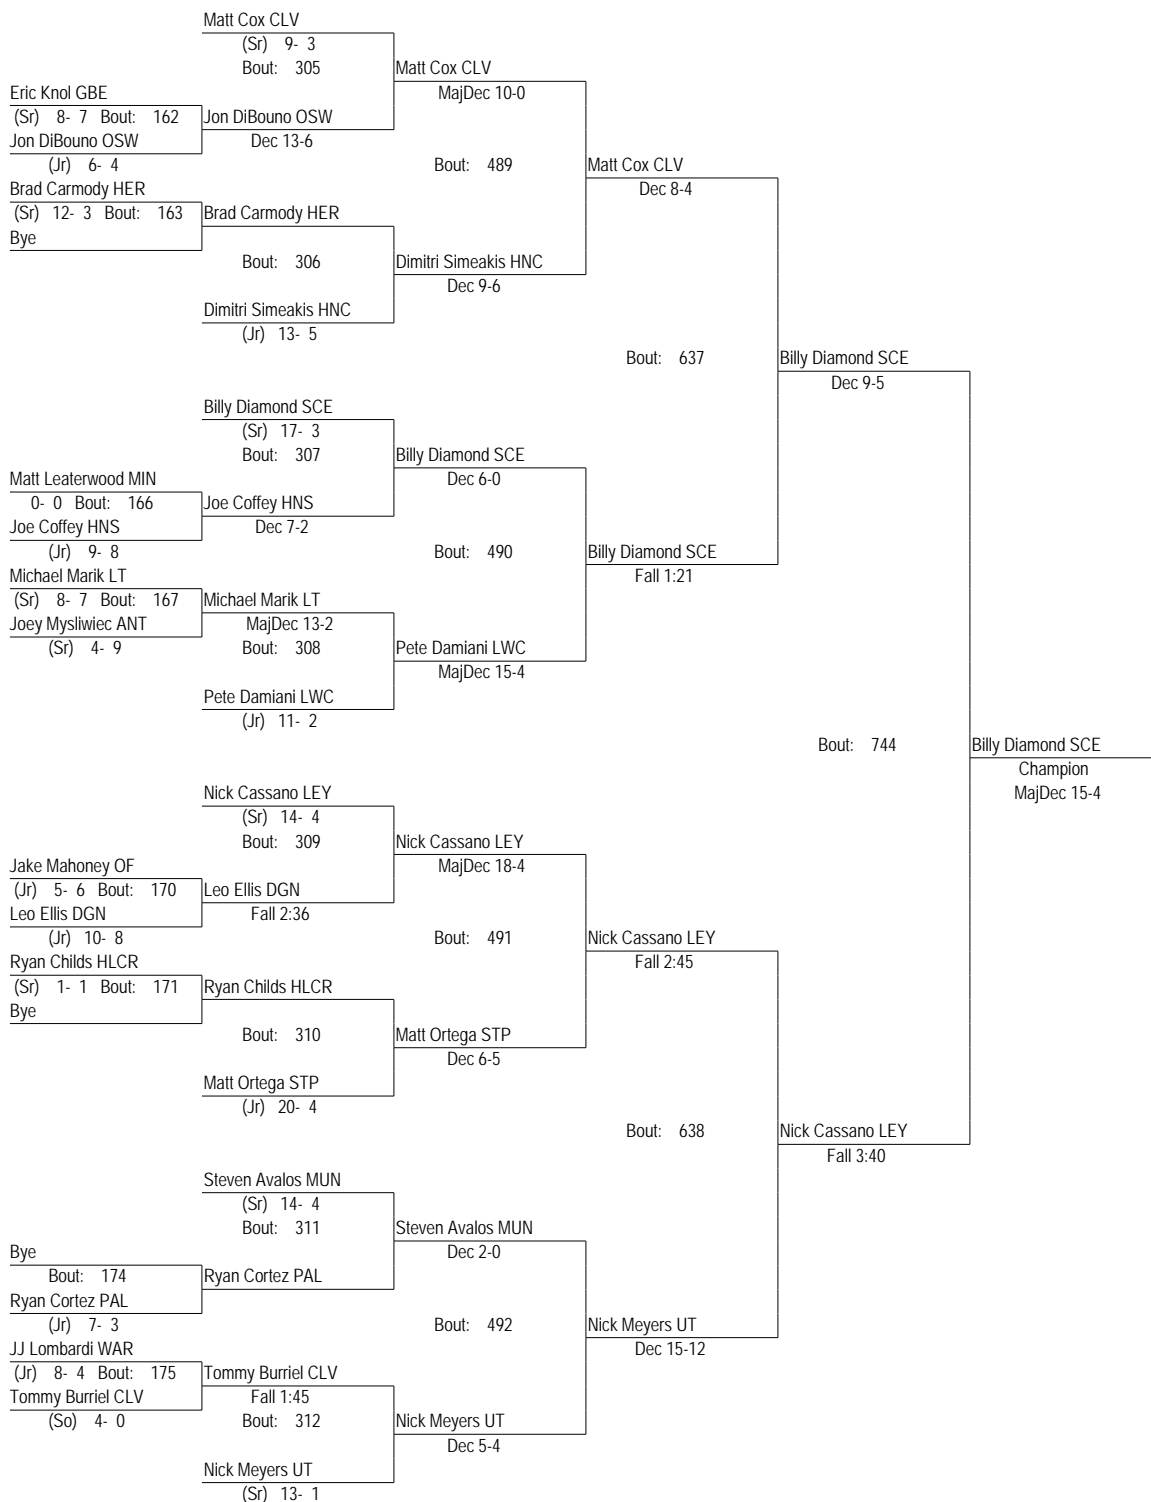 Matt Cox CLV
(Sr) 9- 3
Bout: 305
Matt Cox CLV
MajDec 10-0
Eric Knol GBE
(Sr) 8- 7 Bout: 162
Jon DiBouno OSW
Dec 13-6
Jon DiBouno OSW
(Jr) 6- 4
Bout: 489
Matt Cox CLV
Dec 8-4
Brad Carmody HER
(Sr) 12- 3 Bout: 163
Brad Carmody HER
Bye
Bout: 306
Dimitri Simeakis HNC
Dec 9-6
Dimitri Simeakis HNC
(Jr) 13- 5
Bout: 637
Billy Diamond SCE
Dec 9-5
Billy Diamond SCE
(Sr) 17- 3
Bout: 307
Billy Diamond SCE
Dec 6-0
Matt Leaterwood MIN
0- 0 Bout: 166
Joe Coffey HNS
Dec 7-2
Joe Coffey HNS
(Jr) 9- 8
Bout: 490
Billy Diamond SCE
Fall 1:21
Michael Marik LT
(Sr) 8- 7 Bout: 167
Michael Marik LT
MajDec 13-2
Joey Mysliwiec ANT
(Sr) 4- 9
Bout: 308
Pete Damiani LWC
MajDec 15-4
Pete Damiani LWC
(Jr) 11- 2
Bout: 744
Billy Diamond SCE
Champion
MajDec 15-4
Nick Cassano LEY
(Sr) 14- 4
Bout: 309
Nick Cassano LEY
MajDec 18-4
Jake Mahoney OF
(Jr) 5- 6 Bout: 170
Leo Ellis DGN
Fall 2:36
Leo Ellis DGN
(Jr) 10- 8
Bout: 491
Nick Cassano LEY
Fall 2:45
Ryan Childs HLCR
(Sr) 1- 1 Bout: 171
Ryan Childs HLCR
Bye
Bout: 310
Matt Ortega STP
Dec 6-5
Matt Ortega STP
(Jr) 20- 4
Bout: 638
Nick Cassano LEY
Fall 3:40
Steven Avalos MUN
(Sr) 14- 4
Bout: 311
Steven Avalos MUN
Dec 2-0
Bye
Bout: 174
Ryan Cortez PAL
Ryan Cortez PAL
(Jr) 7- 3
Bout: 492
Nick Meyers UT
Dec 15-12
JJ Lombardi WAR
(Jr) 8- 4 Bout: 175
Tommy Burriel CLV
Fall 1:45
Tommy Burriel CLV
(So) 4- 0
Bout: 312
Nick Meyers UT
Dec 5-4
Nick Meyers UT
(Sr) 13- 1